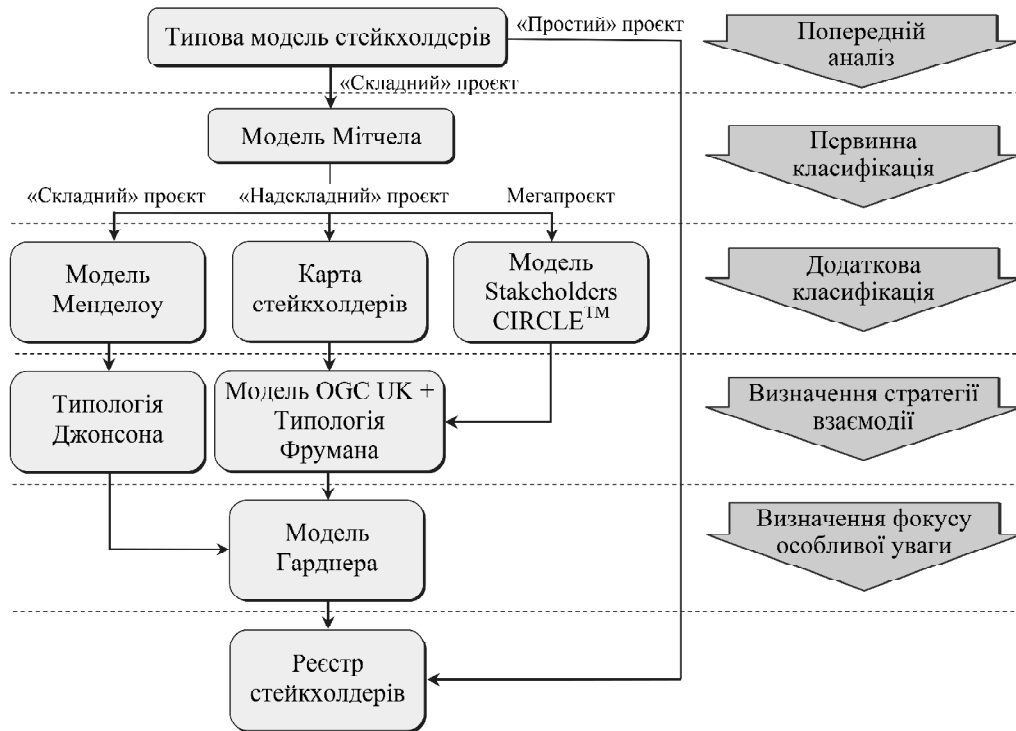 «Простий» проєкт
Типова модель стейкхолдерів
Попередній
аналіз
«Складний» проєкт
Модель Мітчела
Первинна
класифікація
«Складний» проєкт
«Надскладний» проєкт
Мегапроєкт
Модель
Менделоу
Карта
стейкхолдерів
Модель
Stakeholders
CIRCLE™
Додаткова
класифікація
Типологія
Джонсона
Модель OGC UK +
Типологія
Фрумана
Визначення стратегії
взаємодії
Модель
Гарднера
Визначення фокусу
особливої уваги
Реєстр
стейкхолдерів